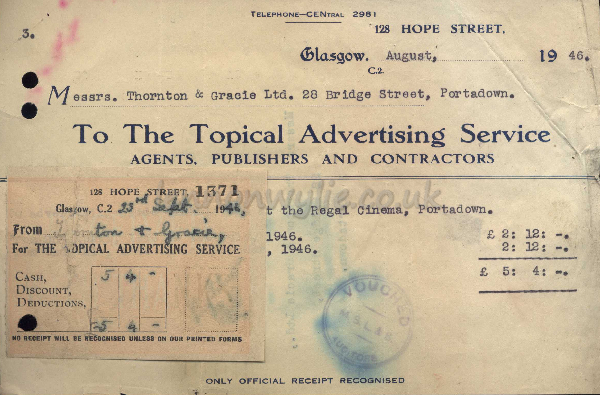 TELEPHONE—CENTRAL 2961
3.
128 HOPE STREET,
Glasgow, August, 1946.
C.2.
Messrs. Thornton & Gracie Ltd. 28 Bridge Street, Portadown.
To The Topical Advertising Service
AGENTS, PUBLISHERS AND CONTRACTORS
t the Regal Cinema, Portadown.
1946. £ 2: 12: -.
, 1946. 2: 12: -.
£ 5: 4: -.
128 HOPE STREET, 1371
Glasgow, C.2 23rd Sept. 1946,
From Thornton & Gracie,
For THE TOPICAL ADVERTISING SERVICE
CASH, 5 4 -
DISCOUNT,
DEDUCTIONS,
5 4 -
NO RECEIPT WILL BE RECOGNISED UNLESS ON OUR PRINTED FORMS
VOUCHED
ONLY OFFICIAL RECEIPT RECOGNISED